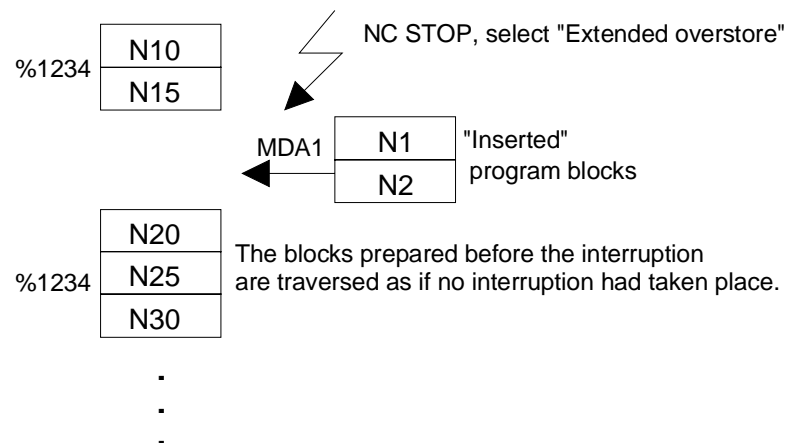 NC STOP, select "Extended overstore"
%1234
N10
N15
MDA1
N1
N2
"Inserted"
program blocks
%1234
N20
N25
N30
The blocks prepared before the interruption
are traversed as if no interruption had taken place.
.
.
.